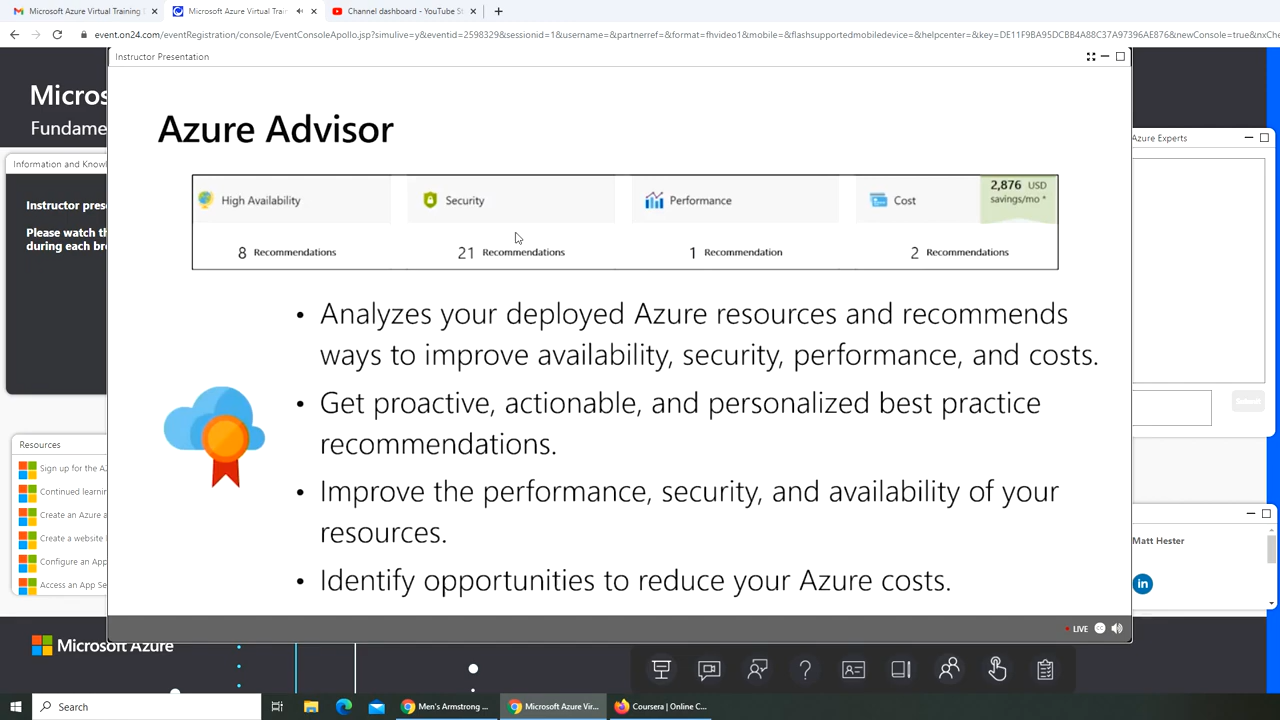 Microsoft Azure Virtual Training
Microsoft Azure Virtual Train
Channel dashboard - YouTube St
event.on24.com/eventRegistration/console/EventConsoleApollo.jsp?simulive=y&eventid=2598329&sessionid=1&username=&partnerref=&format=fhvideo1&mobile=&flashsupportedmobiledevice=&helpcenter=&key=DE11F9BA95DCBB4A88C37A97396AE876&newConsole=true&nxChe
Instructor Presentation
Micros
Fundame
Information and Know
Instructor pres
Please watch th
during each bre
Azure Advisor
High Availability
Security
Performance
Cost
2,876 USD
savings/mo *
8 Recommendations
21 Recommendations
1 Recommendation
2 Recommendations
• Analyzes your deployed Azure resources and recommends
ways to improve availability, security, performance, and costs.
• Get proactive, actionable, and personalized best practice
recommendations.
• Improve the performance, security, and availability of your
resources.
• Identify opportunities to reduce your Azure costs.
Azure Experts
Submit
Resources
Sign up for the Az
Continued learnin
Create an Azure a
Create a website
Configure an App
Access an App Se
Matt Hester
in
LIVE
CC
Microsoft Azure
?
Search
Men's Armstrong ...
Microsoft Azure Vir...
Coursera | Online C...